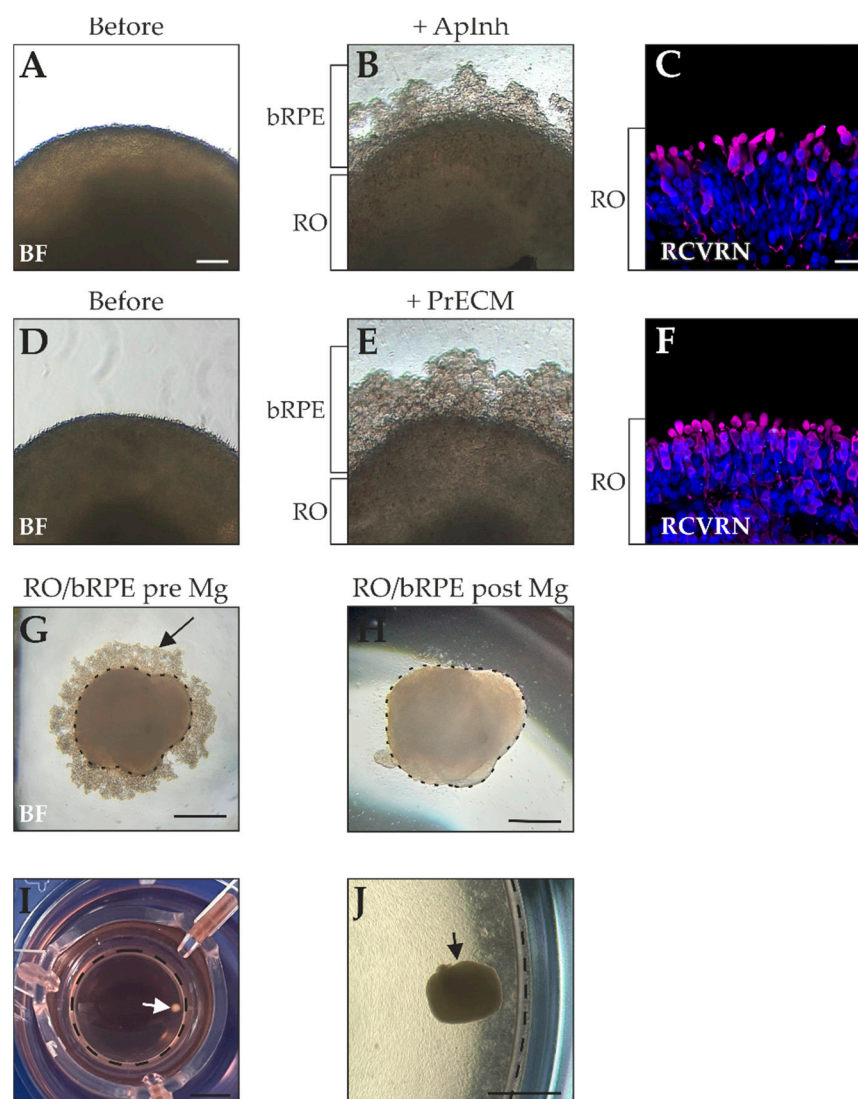 Before
+ ApInh
A
B
C
bRPE
RO
RO
BF
RCVRN
Before
+ PrECM
D
E
F
bRPE
RO
RO
BF
RCVRN
RO/bRPE pre Mg
RO/bRPE post Mg
G
H
BF
I
J